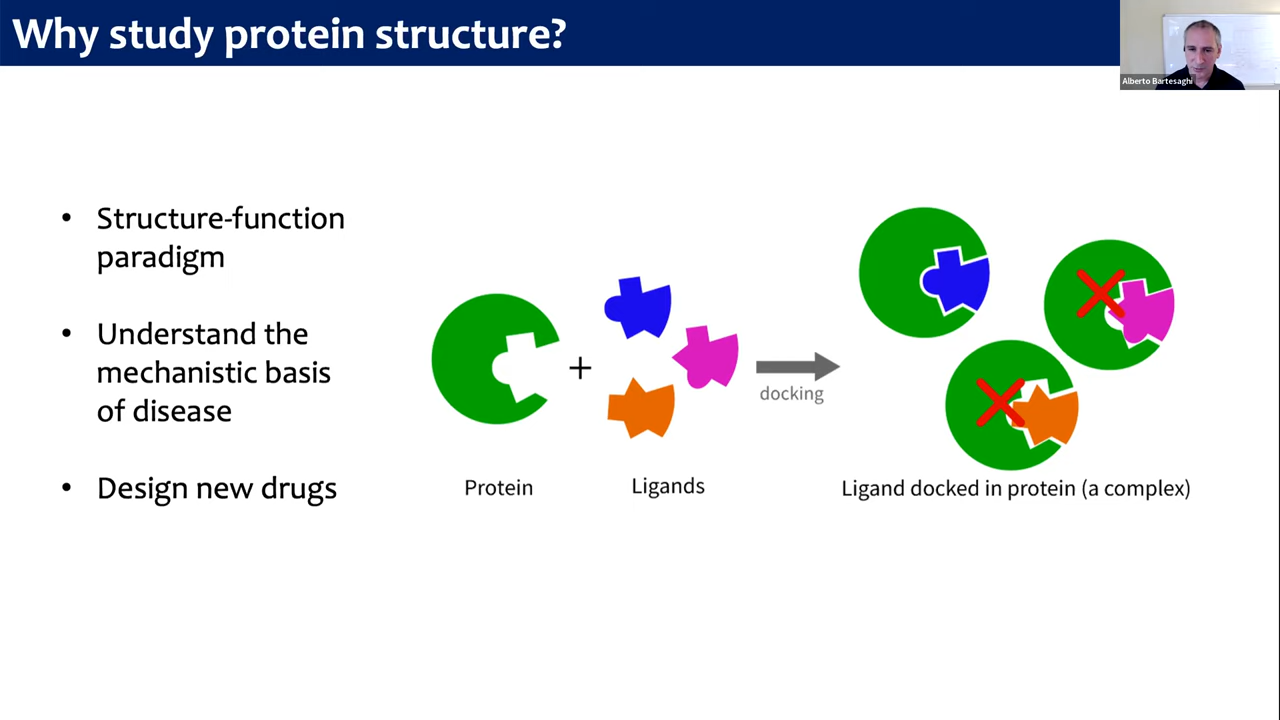 Why study protein structure?
Alberto Bartesaghi
• Structure-function
paradigm
• Understand the
mechanistic basis
of disease
• Design new drugs
+
docking
Protein
Ligands
Ligand docked in protein (a complex)